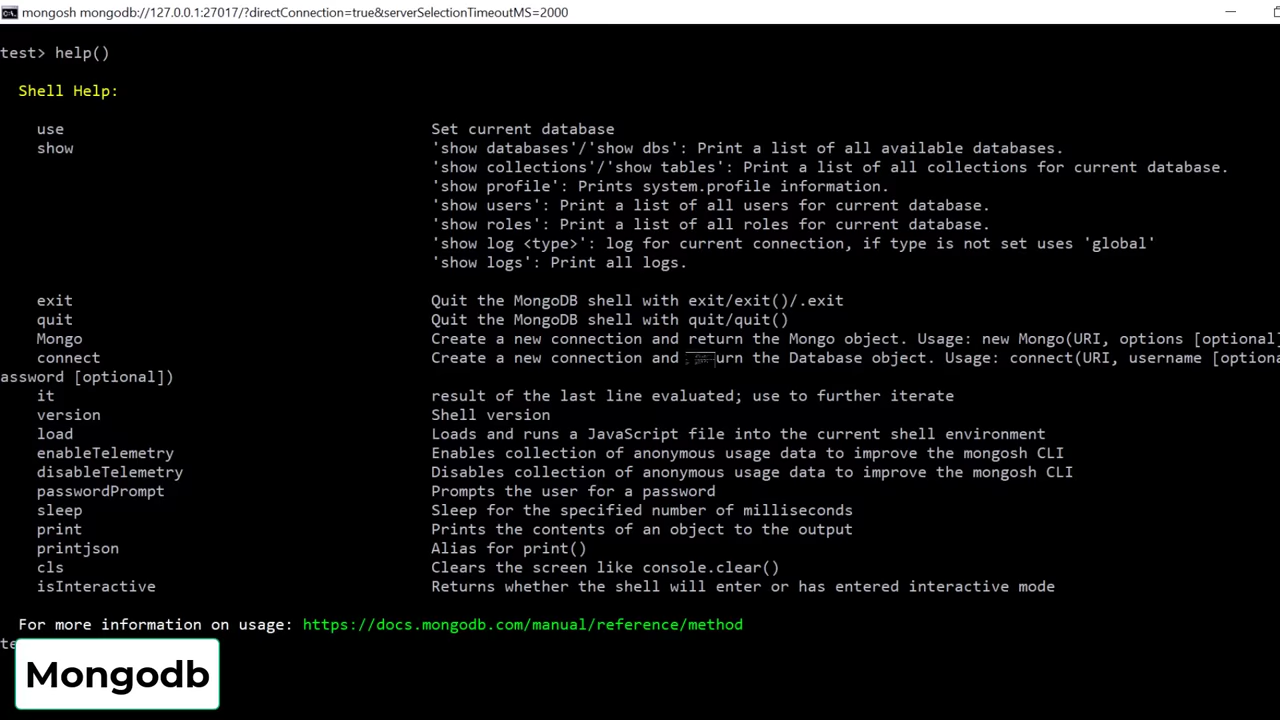 mongosh mongodb://127.0.0.1:27017/?directConnection=true&serverSelectionTimeoutMS=2000
test> help()
Shell Help:
use Set current database
show 'show databases'/'show dbs': Print a list of all available databases.
'show collections'/'show tables': Print a list of all collections for current database.
'show profile': Prints system.profile information.
'show users': Print a list of all users for current database.
'show roles': Print a list of all roles for current database.
'show log <type>': log for current connection, if type is not set uses 'global'
'show logs': Print all logs.
exit Quit the MongoDB shell with exit/exit()/.exit
quit Quit the MongoDB shell with quit/quit()
Mongo Create a new connection and return the Mongo object. Usage: new Mongo(URI, options [optional]
connect Create a new connection and urn the Database object. Usage: connect(URI, username [optiona
assword [optional])
it result of the last line evaluated; use to further iterate
version Shell version
load Loads and runs a JavaScript file into the current shell environment
enableTelemetry Enables collection of anonymous usage data to improve the mongosh CLI
disableTelemetry Disables collection of anonymous usage data to improve the mongosh CLI
passwordPrompt Prompts the user for a password
sleep Sleep for the specified number of milliseconds
print Prints the contents of an object to the output
printjson Alias for print()
cls Clears the screen like console.clear()
isInteractive Returns whether the shell will enter or has entered interactive mode
For more information on usage: https://docs.mongodb.com/manual/reference/method
te
Mongodb